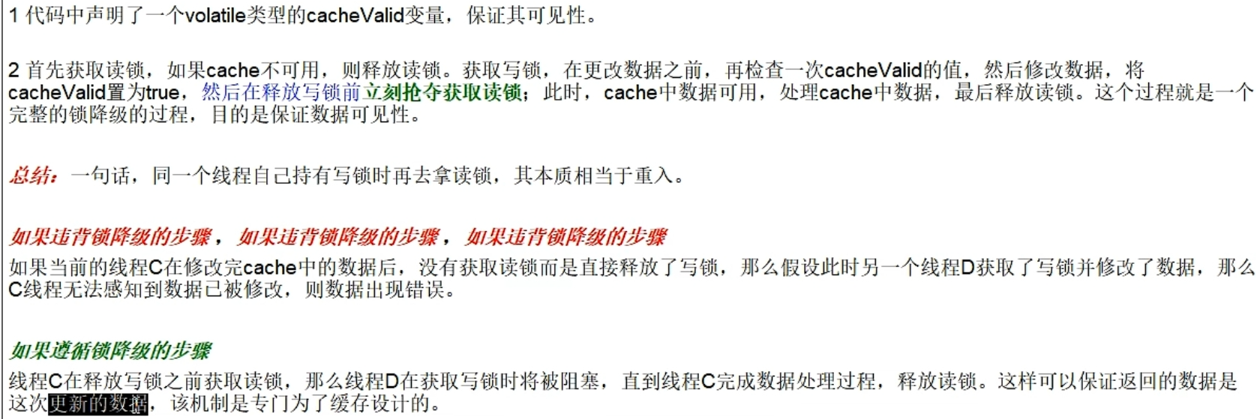 1 代码中声明了一个volatile类型的cacheValid变量，保证其可见性。
2 首先获取读锁，如果cache不可用，则释放读锁。获取写锁，在更改数据之前，再检查一次cacheValid的值，然后修改数据，将
cacheValid置为true，然后在释放写锁前立刻抢夺获取读锁；此时，cache中数据可用，处理cache中数据，最后释放读锁。这个过程就是一个
完整的锁降级的过程，目的是保证数据可见性。
总结：一句话，同一个线程自己持有写锁时再去拿读锁，其本质相当于重入。
如果违背锁降级的步骤，如果违背锁降级的步骤，如果违背锁降级的步骤
如果当前的线程C在修改完cache中的数据后，没有获取读锁而是直接释放了写锁，那么假设此时另一个线程D获取了写锁并修改了数据，那么
C线程无法感知到数据已被修改，则数据出现错误。
如果遵循锁降级的步骤
线程C在释放写锁之前获取读锁，那么线程D在获取写锁时将被阻塞，直到线程C完成数据处理过程，释放读锁。这样可以保证返回的数据是
这次更新的数据，该机制是专门为了缓存设计的。